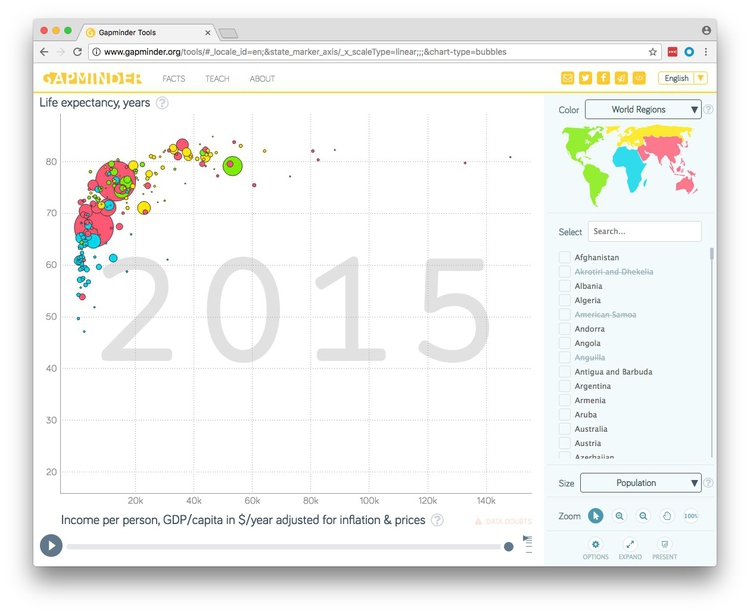 Gapminder Tools
www.gapminder.org/tools/#_locale_id=en;&state_marker_axis/_x_scaleType=linear;;;&chart-type=bubbles
GAPMINDER FACTS TEACH ABOUT English
Life expectancy, years ?
Color World Regions ?
80
70
60
50
40
30
20
2015
20k 40k 60k 80k 100k 120k 140k
Income per person, GDP/capita in $/year adjusted for inflation & prices ?
DATA DOUBTS
Select Search...
Afghanistan
Akrotiri and Dhekelia
Albania
Algeria
American Samoa
Andorra
Angola
Anguilla
Antigua and Barbuda
Argentina
Armenia
Aruba
Australia
Austria
Azerbaijan
Size Population ?
Zoom 100%
OPTIONS EXPAND PRESENT